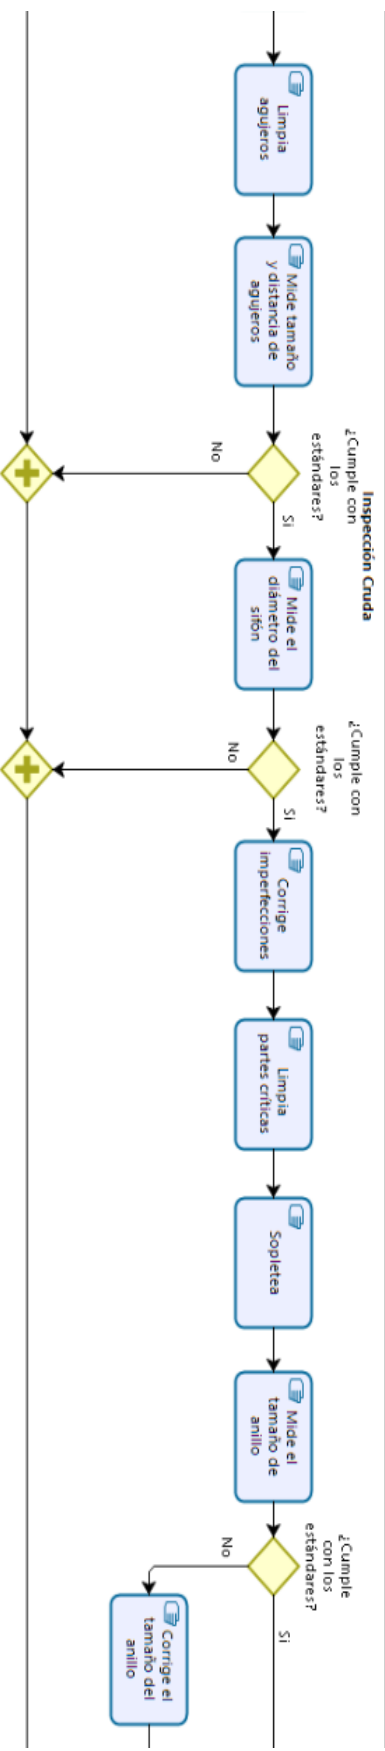 Inspección Cruda
Limpia
agujeros
Mide tamaño
y distancia de
agujeros
¿Cumple con
los
estándares?
No
Si
Mide el
diámetro del
sifón
¿Cumple con
los
estándares?
No
Si
Corrige
imperfecciones
Limpia
partes críticas
Sopletea
Mide el
tamaño de
anillo
¿Cumple
con los
estándares?
No
Si
Corrige el
tamaño del
anillo